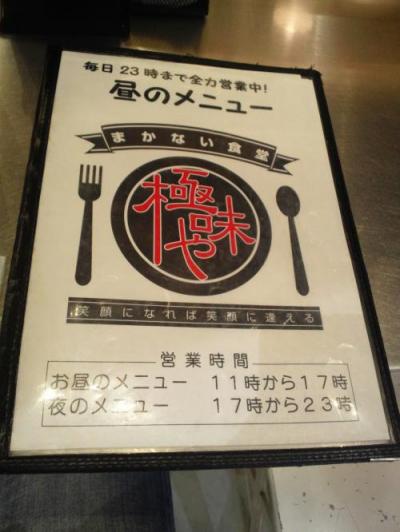 毎日23時まで全力営業中!
昼のメニュー
まかない食堂
極味や
笑顔になれば笑顔に逢える
営業時間
お昼のメニュー 11時から17時
夜のメニュー 17時から23時